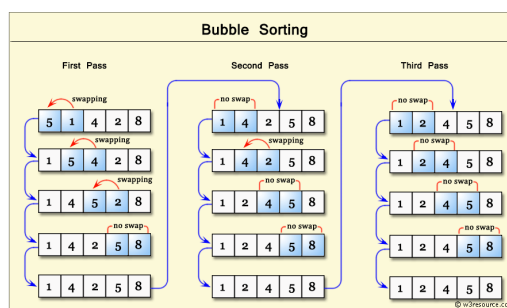 Bubble Sorting
First Pass
Second Pass
Third Pass
swapping
5 1 4 2 8
swapping
1 5 4 2 8
swapping
1 4 5 2 8
no swap
1 4 2 5 8
1 4 2 5 8
no swap
1 4 2 5 8
swapping
1 4 2 5 8
no swap
1 2 4 5 8
no swap
1 2 4 5 8
1 2 4 5 8
no swap
1 2 4 5 8
no swap
1 2 4 5 8
no swap
1 2 4 5 8
no swap
1 2 4 5 8
1 2 4 5 8
© w3resource.co